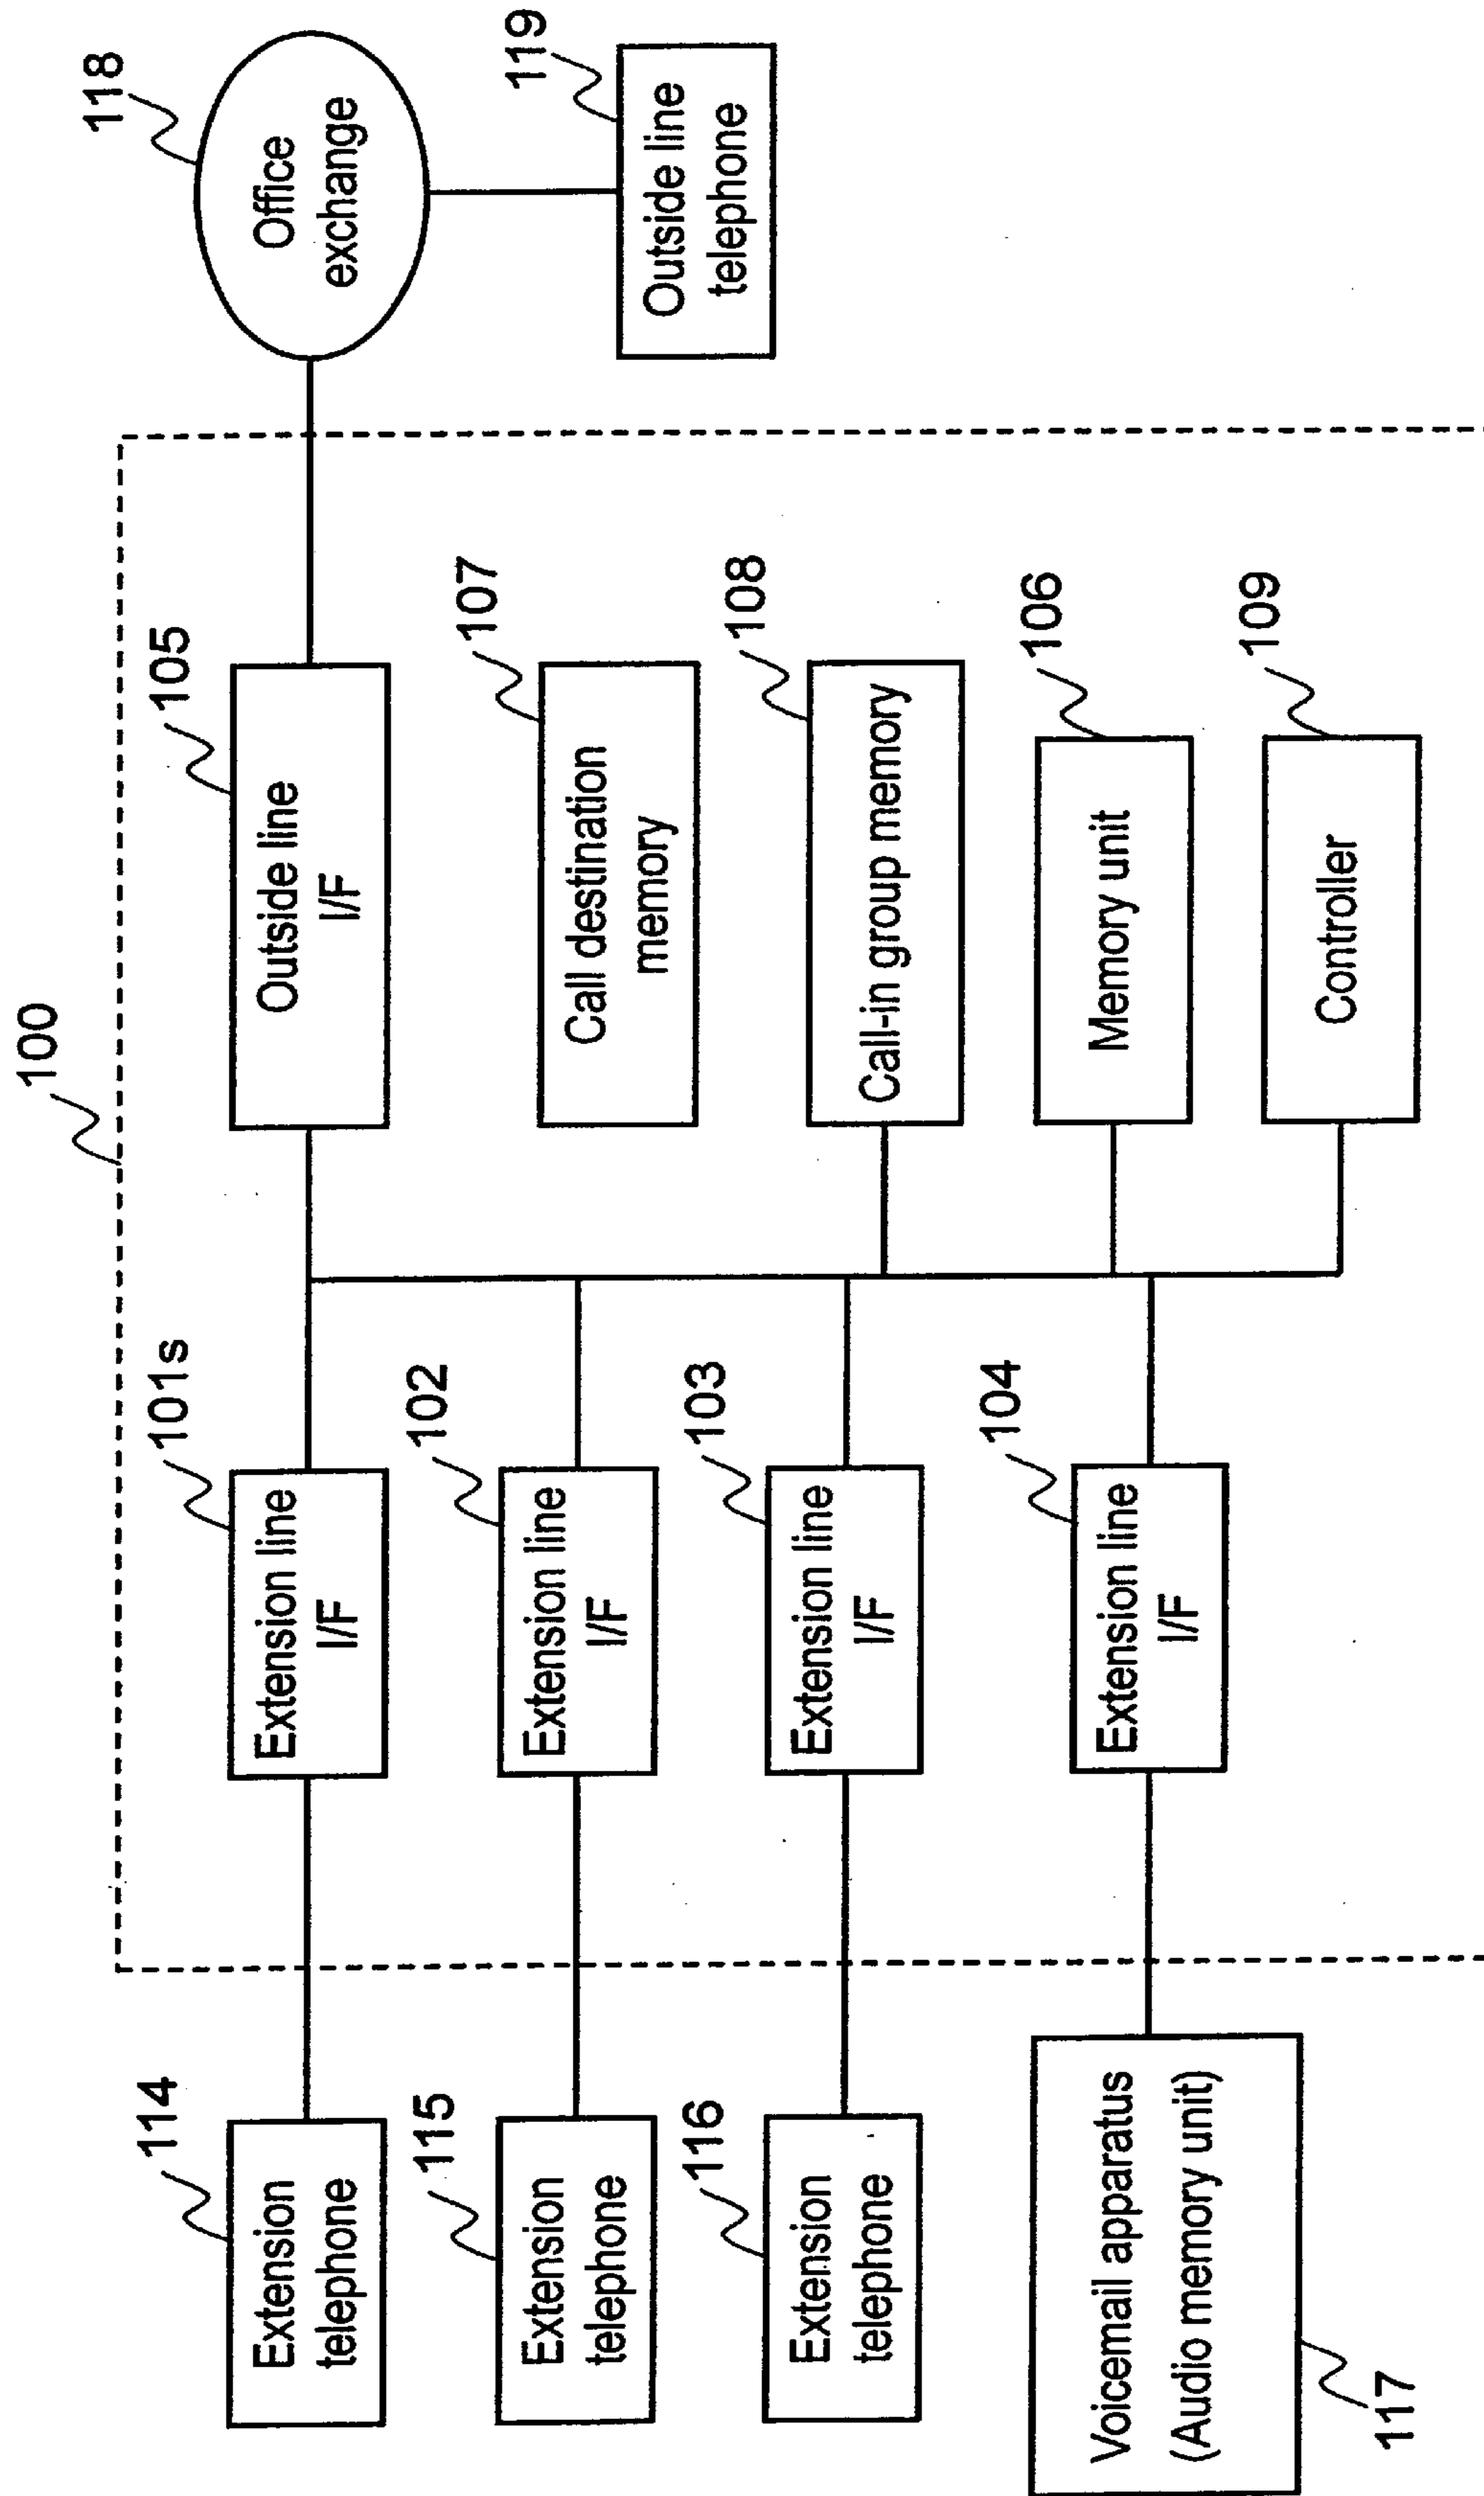 100
114
Extension
telephone
101s
Extension line
I/F
105
Outside line
I/F
118
Office
exchange
115
Extension
telephone
102
Extension line
I/F
107
Call destination
memory
119
Outside line
telephone
116
Extension
telephone
103
Extension line
I/F
108
Call-in group memory
Voicemail apparatus
(Audio memory unit)
117
104
Extension line
I/F
106
Memory unit
109
Controller